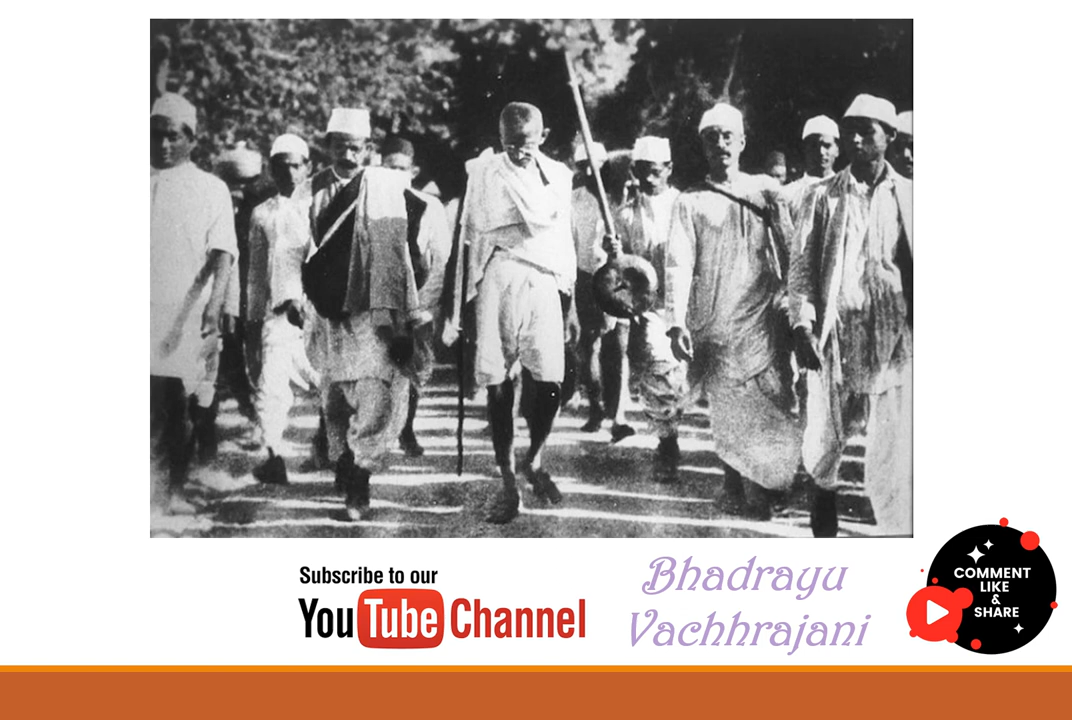 Subscribe to our
YouTube Channel
Bhadrayu
Vachhrajani
COMMENT
LIKE
&
SHARE